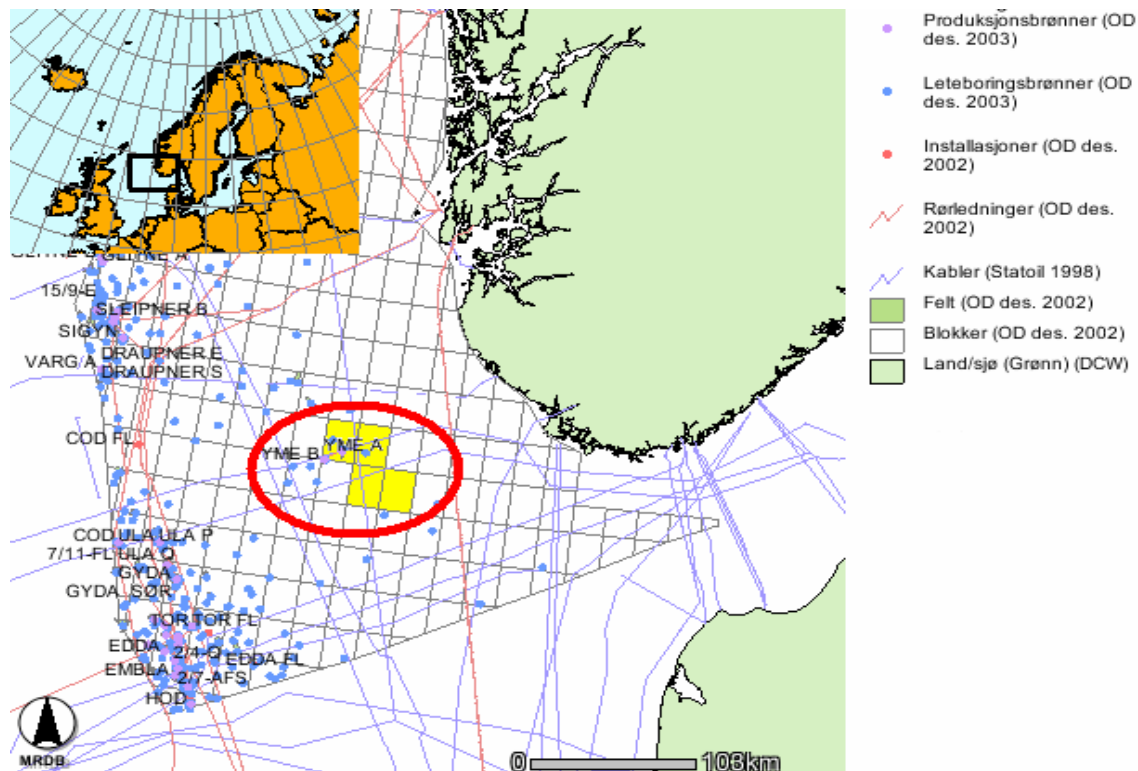 Produksjonsbrønner (OD
des. 2003)
Leteboringsbrønner (OD
des. 2003)
Installasjoner (OD des.
2002)
Rørledninger (OD des.
2002)
Kabler (Statoil 1998)
Felt (OD des. 2002)
Blokker (OD des. 2002)
Land/sjø (Grønn) (DCW)
15/9-E
SLEIPNER B
SIGYN
DRAUPNER E
VARG A
DRAUPNER S
COD FL
YME A
YME B
COD ULA ULA P
7/11-FL ULA Q
GYDA
GYDA SØR
TOR TOR FL
EDDA
2/4-Q
EDDA FL
EMBLA
2/7-AFS
HOD
MRDB
0 108km